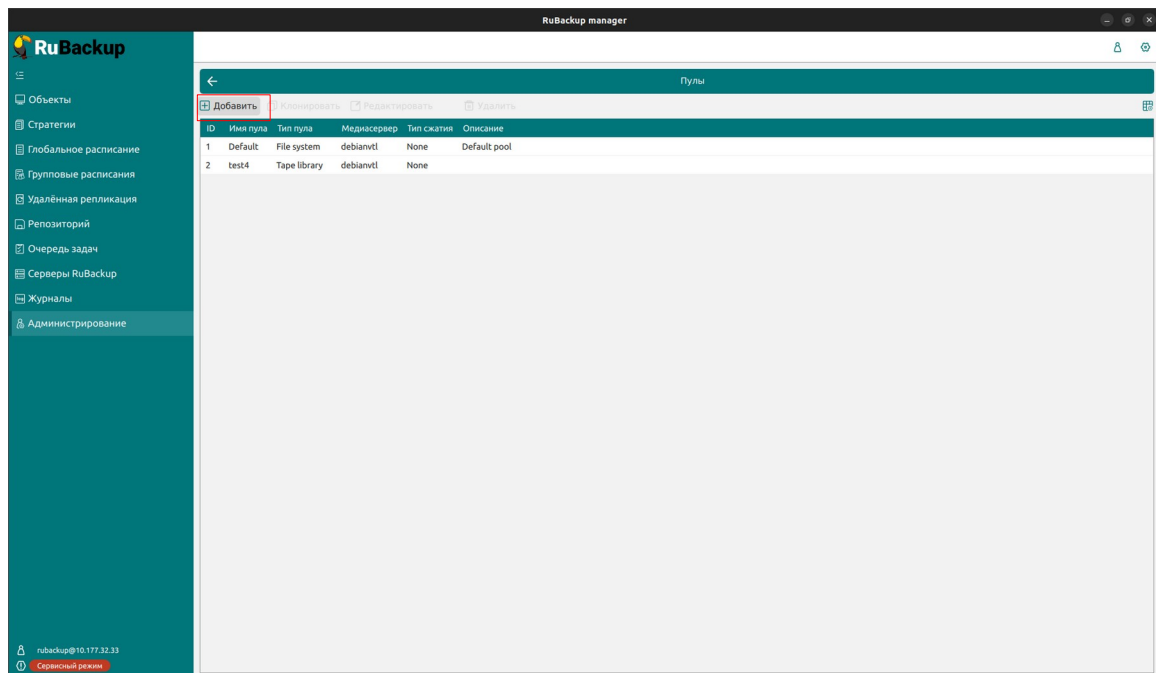 RuBackup manager
RuBackup
Объекты
Стратегии
Глобальное расписание
Групповые расписания
Удалённая репликация
Репозиторий
Очередь задач
Серверы RuBackup
Журналы
Администрирование
rubackup@10.177.32.33
Сервисный режим
Пулы
Добавить Клонировать Редактировать Удалить
ID Имя пула Тип пула Медиасервер Тип сжатия Описание
1 Default File system debianvtl None Default pool
2 test4 Tape library debianvtl None